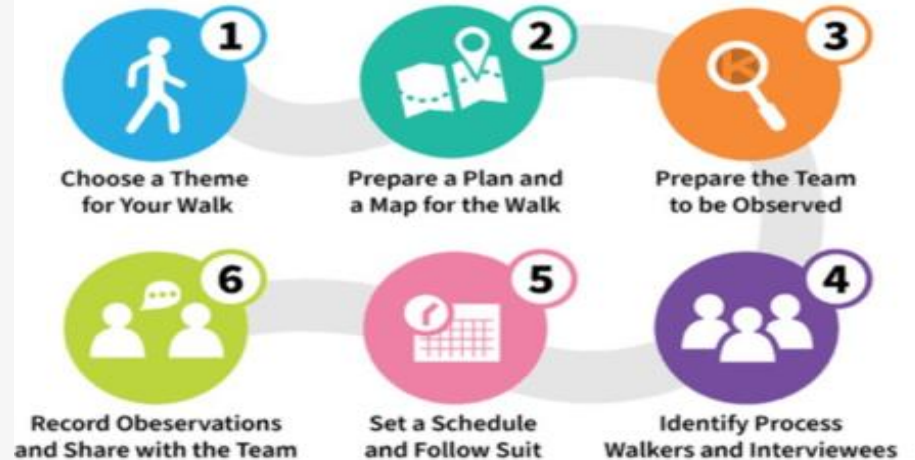 1
Choose a Theme
for Your Walk
2
Prepare a Plan and
a Map for the Walk
3
Prepare the Team
to be Observed
4
Identify Process
Walkers and Interviewees
5
Set a Schedule
and Follow Suit
6
Record Obeservations
and Share with the Team